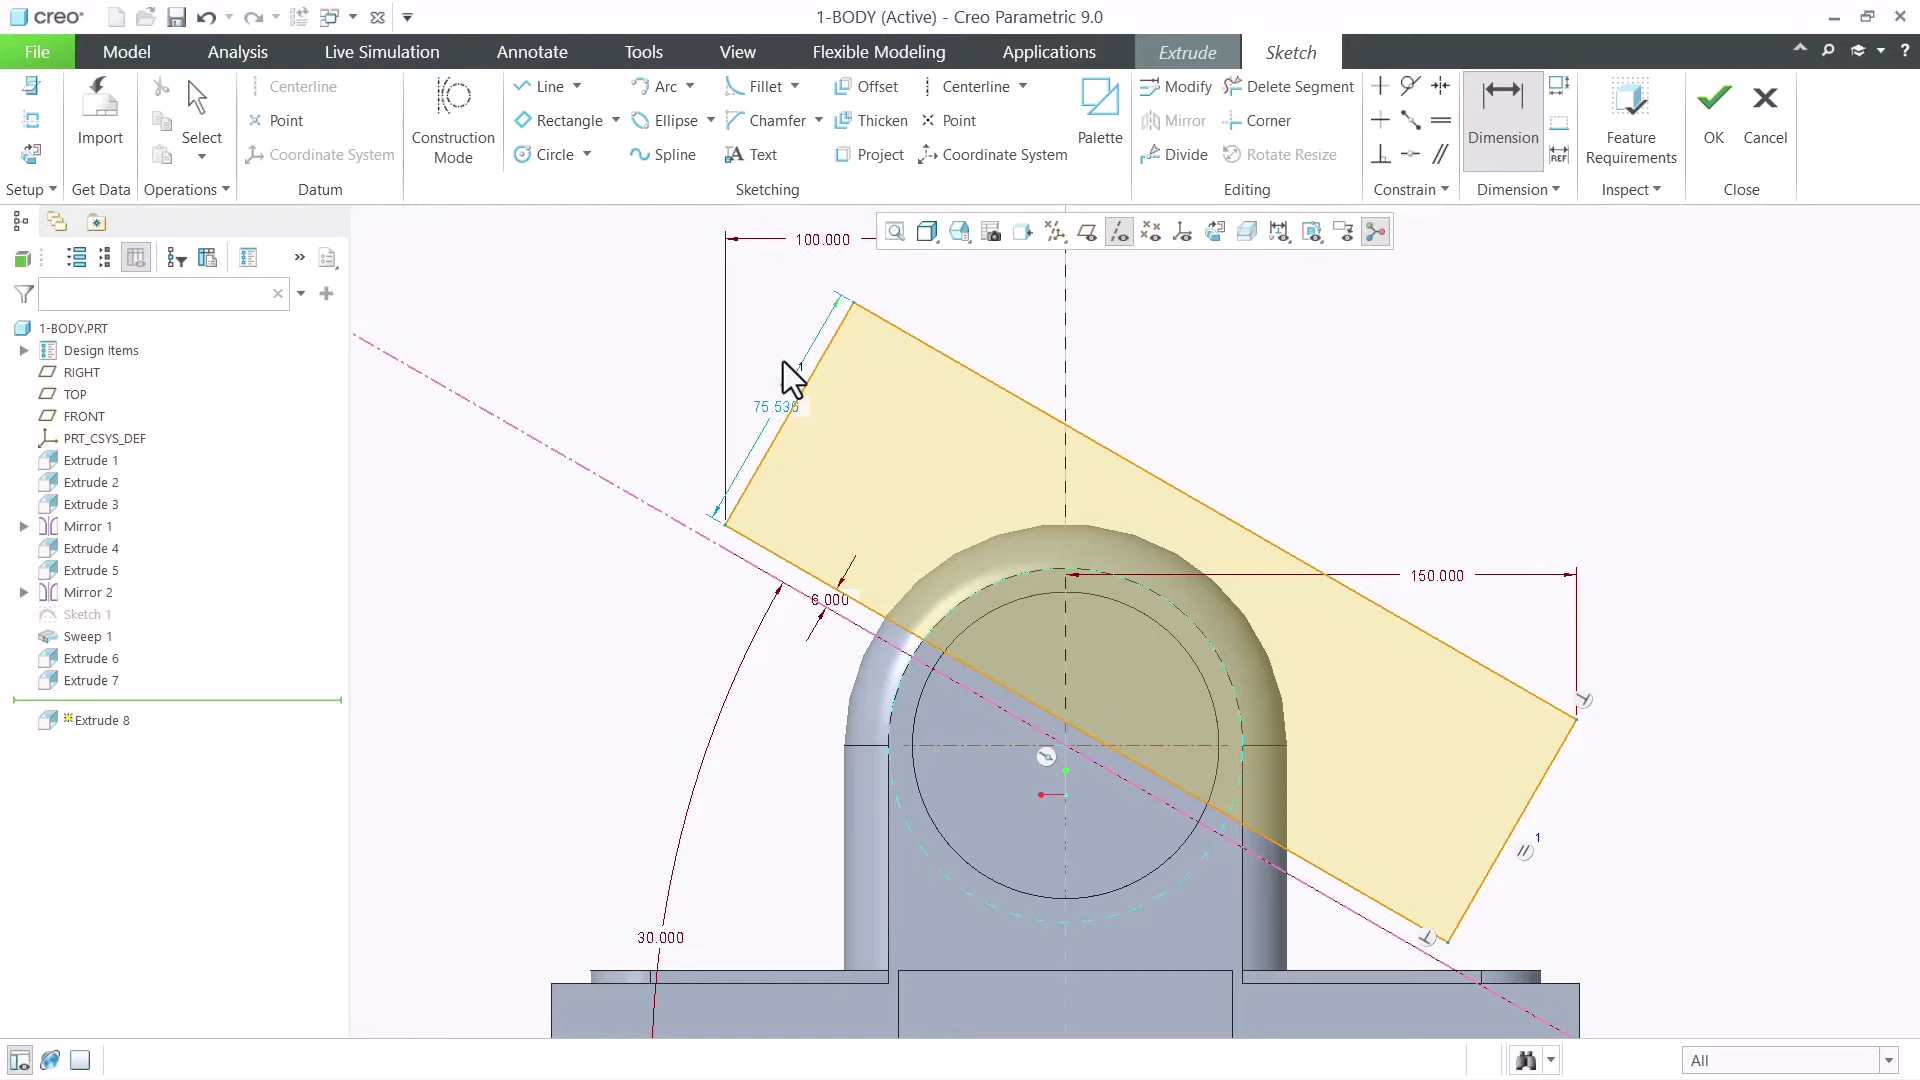 creo®
1-BODY (Active) - Creo Parametric 9.0
File Model Analysis Live Simulation Annotate Tools View Flexible Modeling Applications Extrude Sketch
Import
Select
Centerline
Point
Coordinate System
Construction
Mode
Line Arc Fillet Offset Centerline
Rectangle Ellipse Chamfer Thicken Point
Circle Spline Text Project Coordinate System
Palette
Modify Delete Segment
Mirror Corner
Divide Rotate Resize
Dimension
REF
Feature
Requirements
OK
Cancel
Setup Get Data Operations Datum Sketching Editing Constrain Dimension Inspect Close
1-BODY.PRT
Design Items
RIGHT
TOP
FRONT
PRT_CSYS_DEF
Extrude 1
Extrude 2
Extrude 3
Mirror 1
Extrude 4
Extrude 5
Mirror 2
Sketch 1
Sweep 1
Extrude 6
Extrude 7
Extrude 8
100.000
1
75.536
6.000
150.000
1
30.000
All